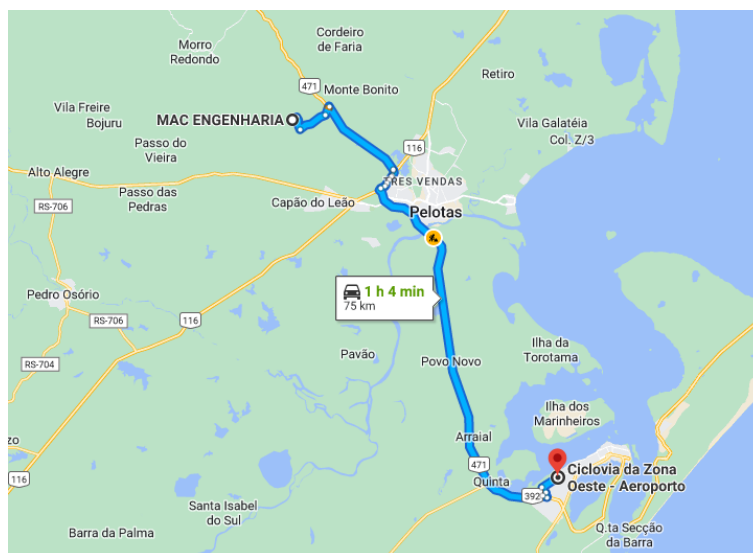 Cordeiro
de Faria
Morro
Redondo
Retiro
471
Monte Bonito
Vila Freire
MAC ENGENHARIA
Bojuru
Vila Galatéia
Col. Z/3
Passo do
Vieira
116
Alto Alegre
TRES VENDAS
Passo das
Pedras
RS-706
Capão do Leão
Pelotas
1 h 4 min
75 km
Pedro Osório
RS-706
116
Ilha da
Torotama
Pavão
Povo Novo
RS-704
Ilha dos
Marinheiros
Arraial
zo
471
Ciclovia da Zona
Oeste - Aeroporto
116
Quinta
392
Santa Isabel
do Sul
Barra da Palma
Q.ta Secção
da Barra